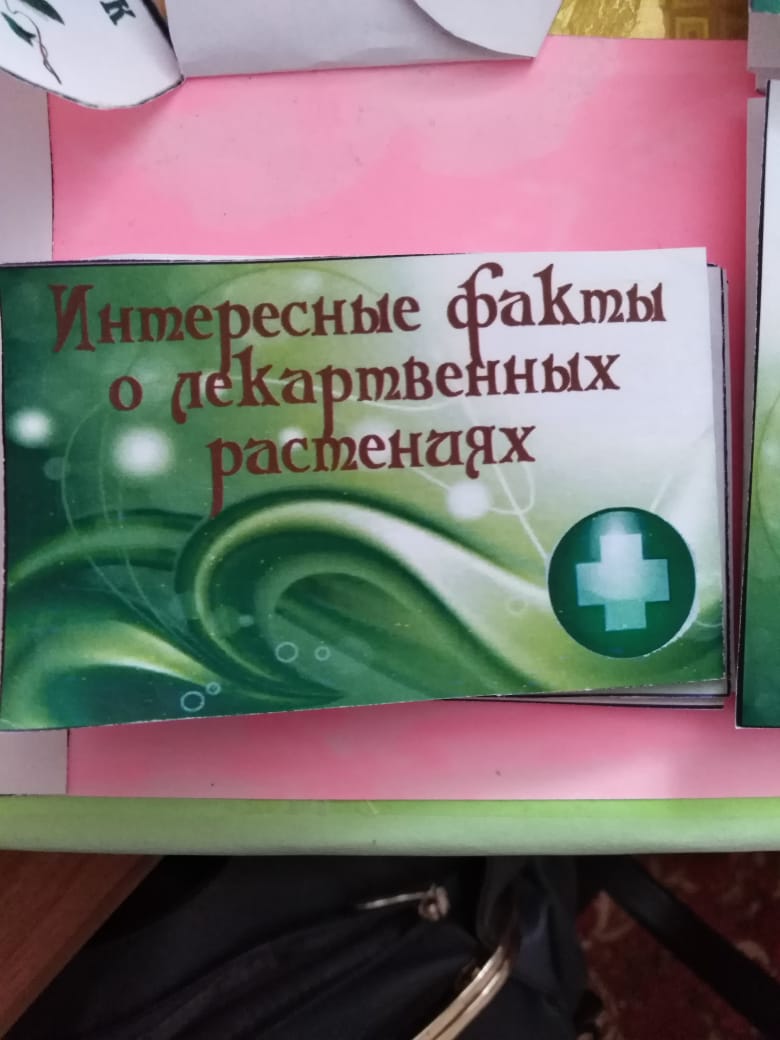 Интересные факты
о лекартвенных
растениях
к